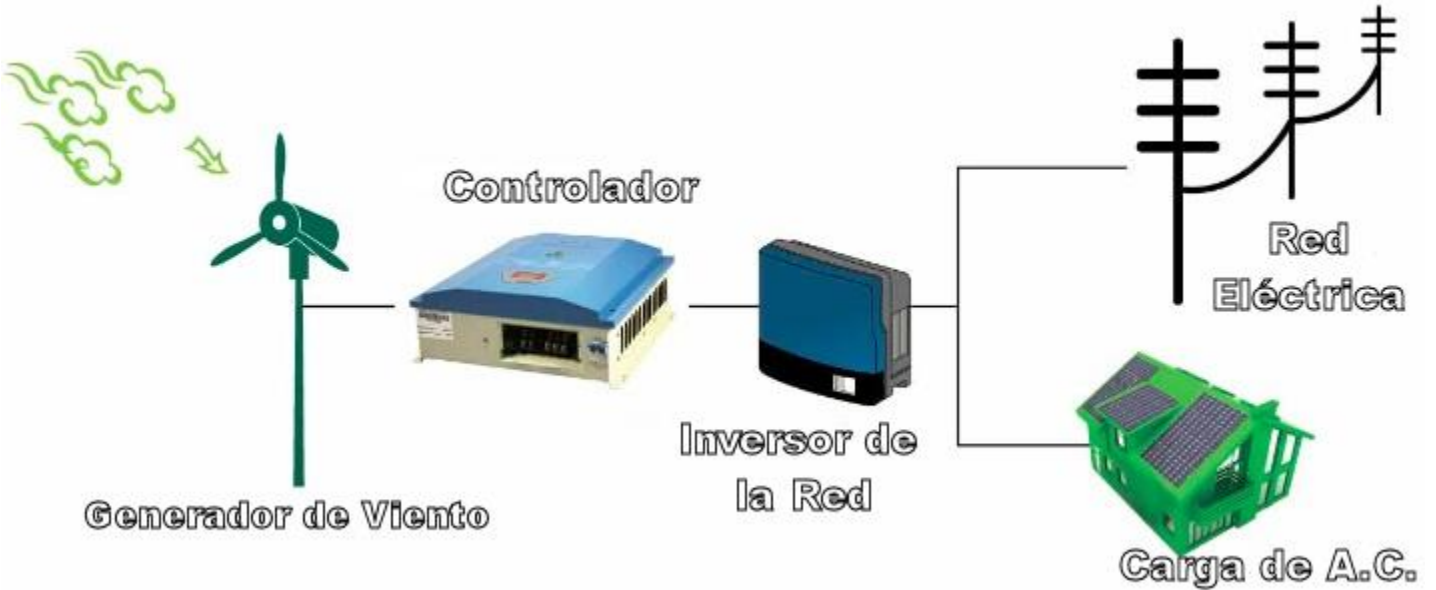 Controlador
Red
Eléctrica
Inversor de
la Red
Generador de Viento
Carga de A.C.